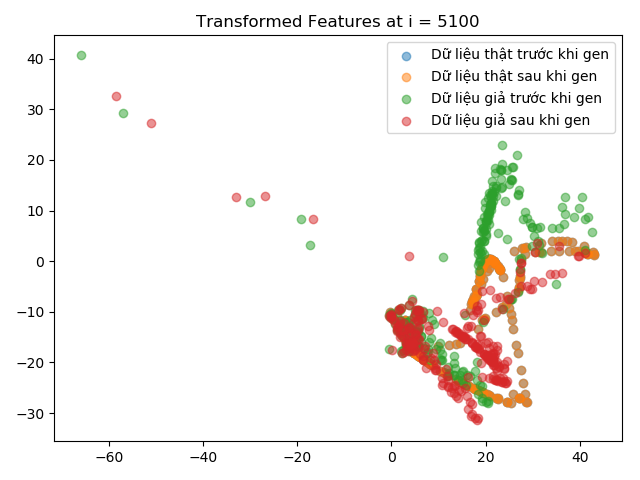 Transformed Features at i = 5100
Dữ liệu thật trước khi gen
Dữ liệu thật sau khi gen
Dữ liệu giả trước khi gen
Dữ liệu giả sau khi gen
40
30
20
10
0
−10
−20
−30
−60 −40 −20 0 20 40